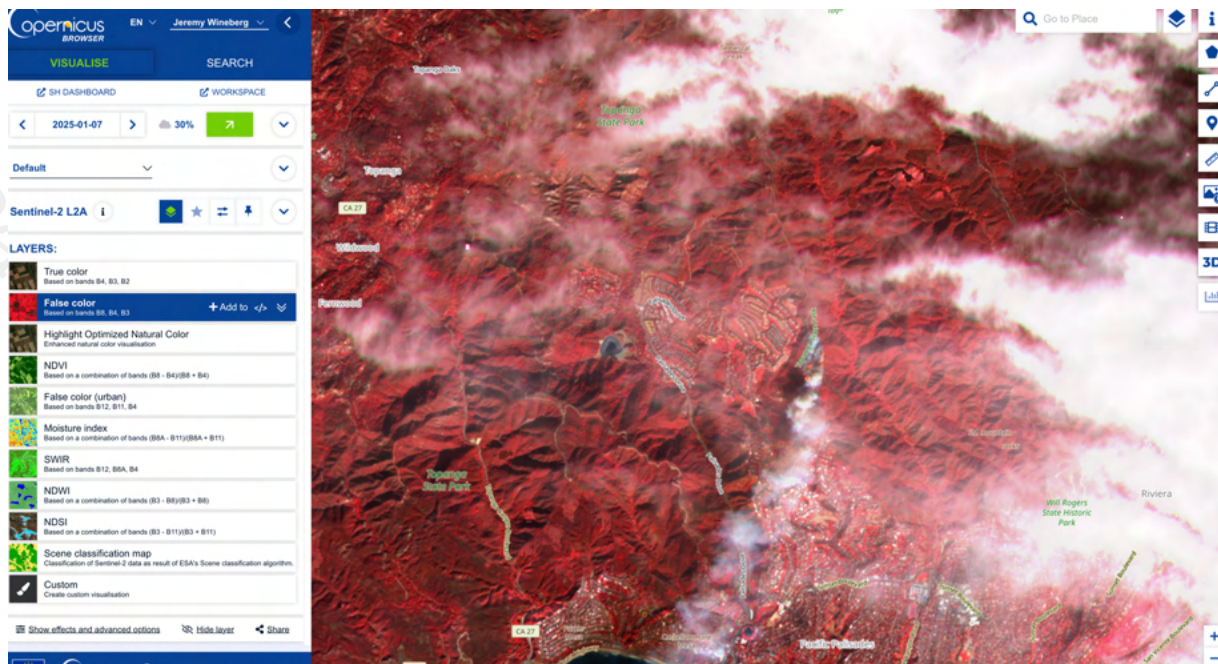 opernicus
BROWSER
EN
Jeremy Wineberg
VISUALISE
SEARCH
SH DASHBOARD
WORKSPACE
2025-01-07
30%
Default
Sentinel-2 L2A
LAYERS:
True color
Based on bands B4, B3, B2
False color
Based on bands B8, B4, B3
Add to
Highlight Optimized Natural Color
Enhanced natural color visualisation
NDVI
Based on a combination of bands (B8 - B4)/(B8 + B4)
False color (urban)
Based on bands B12, B11, B4
Moisture index
Based on a combination of bands (B8A - B11)/(B8A + B11)
SWIR
Based on bands B12, B8A, B4
NDWI
Based on a combination of bands (B3 - B8)/(B3 + B8)
NDSI
Based on a combination of bands (B3 - B11)/(B3 + B11)
Scene classification map
Classification of Sentinel-2 data as result of ESA's Scene classification algorithm.
Custom
Create custom visualisation
Show effects and advanced options
Hide layer
Share
Go to Place
3D
Topanga Oaks
Topanga
State Park
Topanga
CA 27
Wildwood
Fernwood
Topanga
State Park
Will Rogers
State Historic
Park
Riviera
CA 27
Pacific Palisades
Sunset Boulevard